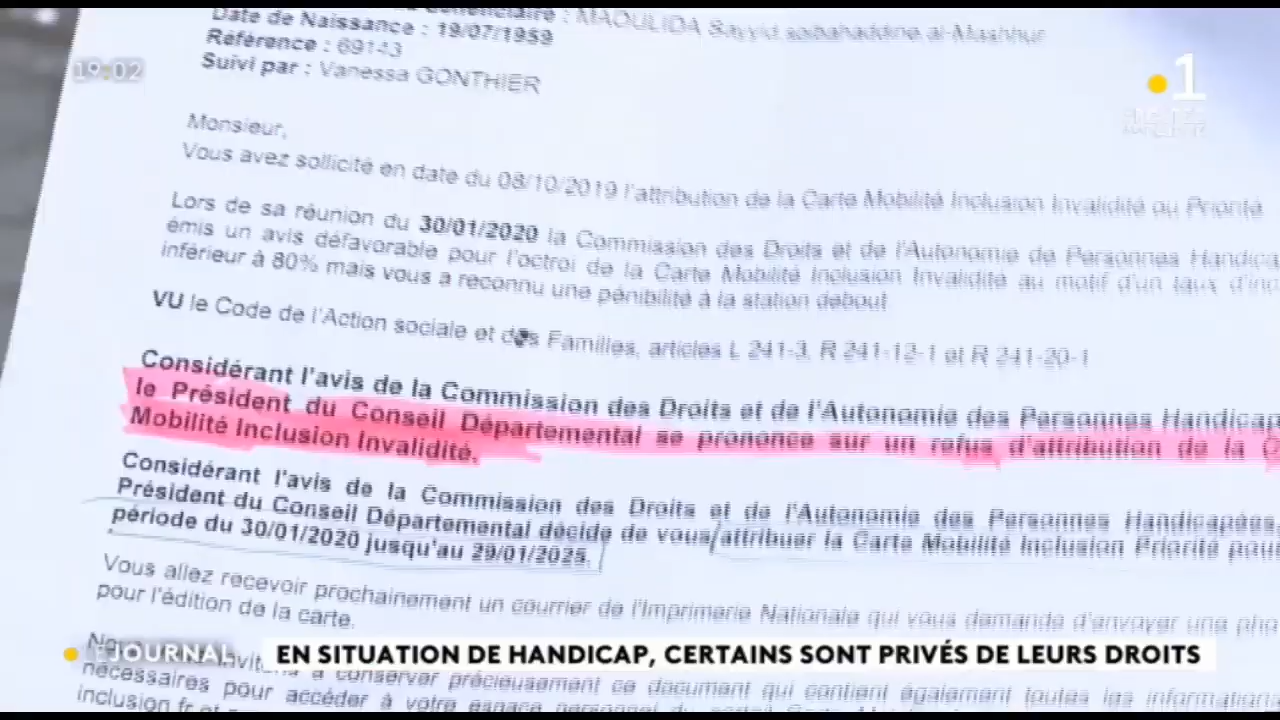 Bénéficiaire : MAOULIDA Sayyid
Date de Naissance : 19/07/1959
Référence : 69143
Suivi par : Vanessa GONTHIER
19:02
1
Monsieur,
Vous avez sollicité en date du 08/10/2019 l'attribution de la Carte Mobilité Inclusion Invalidité ou Priorité
Lors de sa réunion du 30/01/2020 la Commission des Droits et de l'Autonomie de Personnes Handica
émis un avis défavorable pour l'octroi de la Carte Mobilité Inclusion Invalidité au motif d'un taux d'in
inférieur à 80% mais vous a reconnu une pénibilité à la station debout
VU le Code de l'Action sociale et des Familles, articles L 241-3, R 241-12-1 et R 241-20-1
Considérant l'avis de la Commission des Droits et de l'Autonomie des Personnes Handicap
le Président du Conseil Départemental se prononce sur un refus d'attribution de la C
Mobilité Inclusion Invalidité.
Considérant l'avis de la Commission des Droits et de l'Autonomie des Personnes Handicapées,
Président du Conseil Départemental décide de vous attribuer la Carte Mobilité Inclusion Priorité pour
période du 30/01/2020 jusqu'au 29/01/2025.
Vous allez recevoir prochainement un courrier de l'Imprimerie Nationale qui vous demande d'envoyer une pho
pour l'édition de la carte.
à conserver précieusement ce document qui contient également toutes les informations
nécessaires pour accéder à votre espace personnel du
inclusion.fr et
JOURNAL
EN SITUATION DE HANDICAP, CERTAINS SONT PRIVÉS DE LEURS DROITS